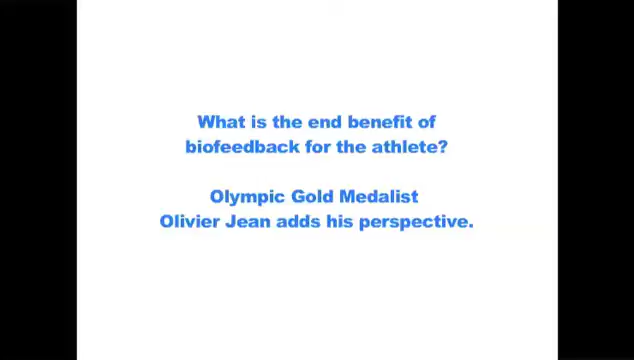 What is the end benefit of
biofeedback for the athlete?
Olympic Gold Medalist
Olivier Jean adds his perspective.